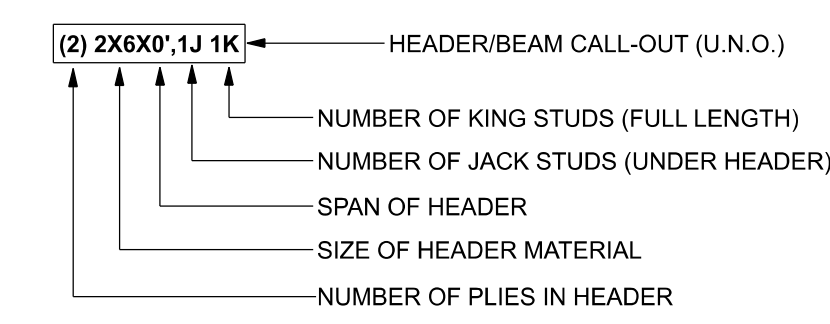 (2) 2X6X0',1J 1K
HEADER/BEAM CALL-OUT (U.N.O.)
NUMBER OF KING STUDS (FULL LENGTH)
NUMBER OF JACK STUDS (UNDER HEADER)
SPAN OF HEADER
SIZE OF HEADER MATERIAL
NUMBER OF PLIES IN HEADER